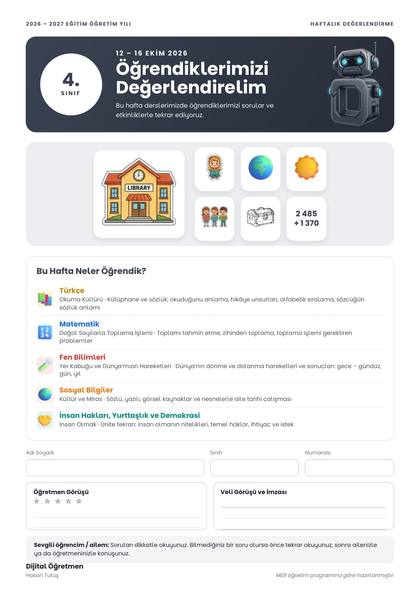 2026 – 2027 EĞİTİM ÖĞRETİM YILI
HAFTALIK DEĞERLENDİRME
4.
SINIF
12 – 16 EKİM 2026
Öğrendiklerimizi
Değerlendirelim
Bu hafta derslerimizde öğrendiklerimizi sorular ve
etkinliklerle tekrar ediyoruz.
LIBRARY
2 485
+ 1 370
Bu Hafta Neler Öğrendik?
Türkçe
Okuma Kültürü · Kütüphane ve sözlük: okuduğunu anlama, hikâye unsurları, alfabetik sıralama, sözcüğün
sözlük anlamı
1 2
3 4
Matematik
Doğal Sayılarla Toplama İşlemi · Toplamı tahmin etme, zihinden toplama, toplama işlemi gerektiren
problemler
Fen Bilimleri
Yer Kabuğu ve Dünya'mızın Hareketleri · Dünya'nın dönme ve dolanma hareketleri ve sonuçları: gece – gündüz,
gün, yıl
Sosyal Bilgiler
Kültür ve Miras · Sözlü, yazılı, görsel kaynaklar ve nesnelerle aile tarihi çalışması
İnsan Hakları, Yurttaşlık ve Demokrasi
İnsan Olmak · Ünite tekrarı: insan olmanın nitelikleri, temel haklar, ihtiyaç ve istek
Adı Soyadı
Sınıfı
Numarası
Öğretmen Görüşü
Veli Görüşü ve İmzası
Sevgili öğrencim / ailem: Soruları dikkatle okuyunuz. Bilmediğiniz bir soru olursa önce tekrar okuyunuz, sonra ailenizle
ya da öğretmeninizle konuşunuz.
Dijital Öğretmen
Hasan Tutuş
MEB öğretim programına göre hazırlanmıştır.